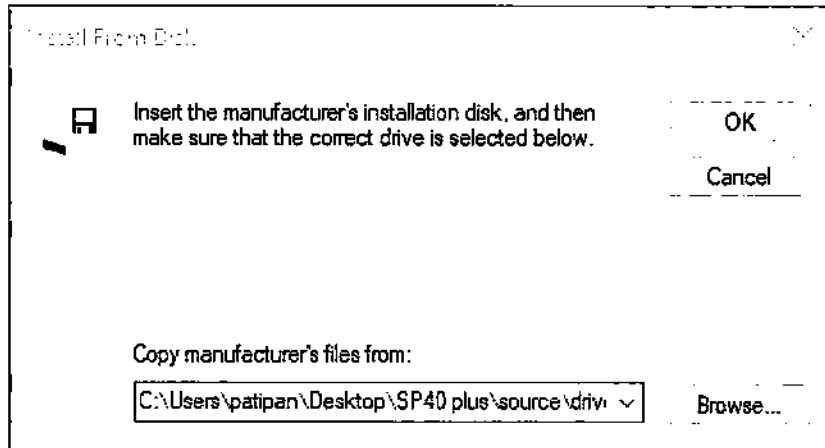 Install From Disk
Insert the manufacturer's installation disk, and then
make sure that the correct drive is selected below.
OK
Cancel
Copy manufacturer's files from:
C:\Users\patipan\Desktop\SP40 plus\source\driv
Browse...